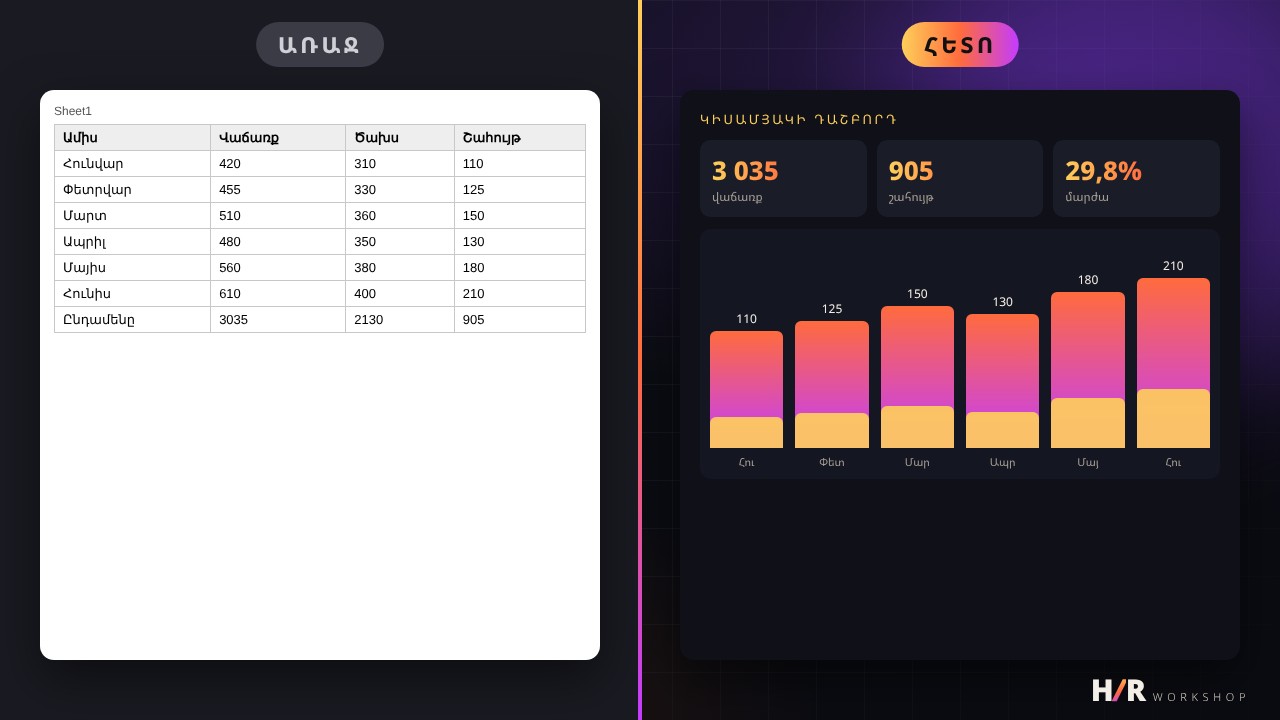 ԱՌԱՋ
Sheet1
Ամիս Վաճառք Ծախս Շահույթ
Հունվար 420 310 110
Փետրվար 455 330 125
Մարտ 510 360 150
Ապրիլ 480 350 130
Մայիս 560 380 180
Հունիս 610 400 210
Ընդամենը 3035 2130 905
ՀԵՏՈ
ԿԻՍԱՄՅԱԿԻ ԴԱՇԲՈՐԴ
3 035 905 29,8%
վաճառք շահույթ մարժա
110 125 150 130 180 210
Հու Փետ Մար Ապր Մայ Հու
H/R WORKSHOP